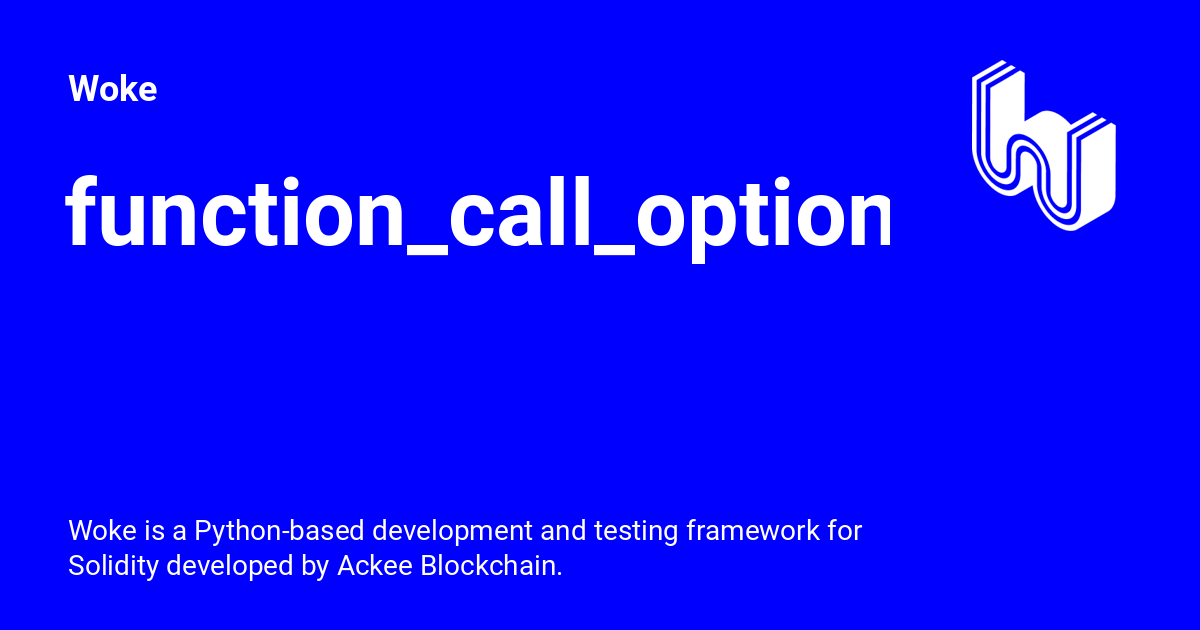 Woke
function_call_option
Woke is a Python-based development and testing framework for
Solidity developed by Ackee Blockchain.